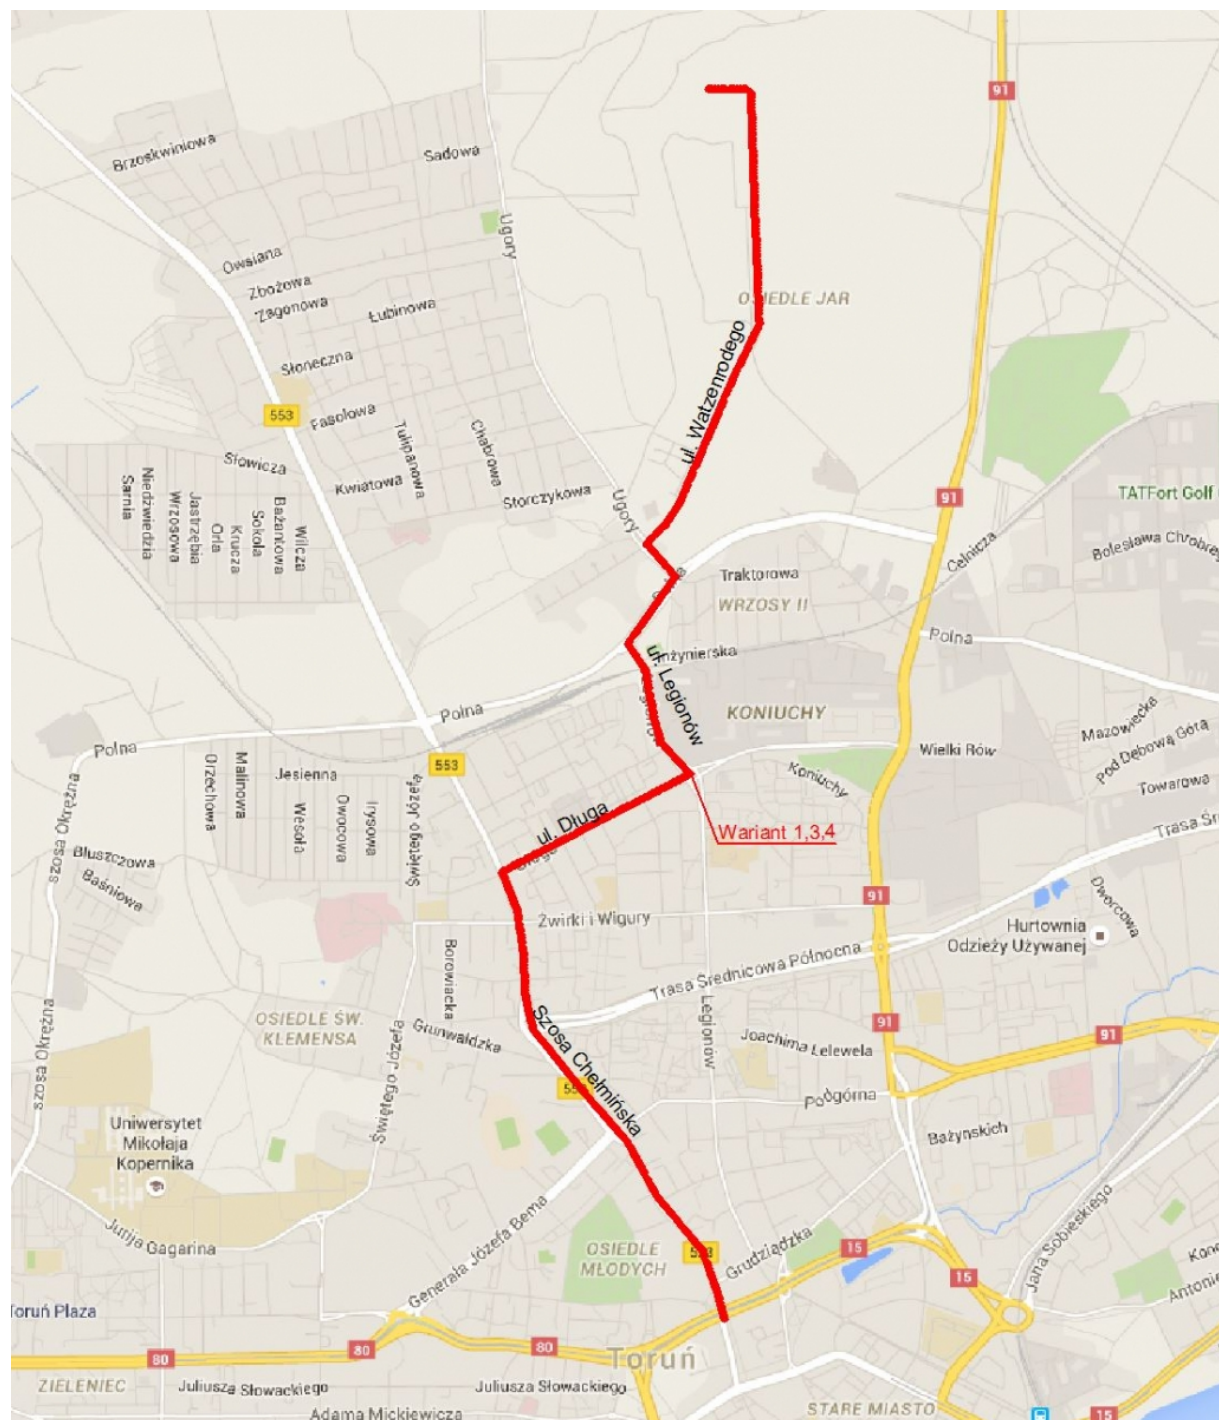 91
Brzoskwiniowa
Sadowa
Ugory
Owsiana
Zbożowa
Zagonowa
Łubinowa
OSIEDLE JAR
Słoneczna
553
Fasolowa
ul. Watzenrodego
Tulipanowa
Chabrowa
Słowicza
Kwiatowa
Storczykowa
Ugory
91
TATFort Golf
Sarnia
Niedźwiedzia
Wrzosowa
Jastrzębia
Orla
Krucza
Sokola
Bażantowa
Wilcza
Celnicza
Bolesława Chrobreg
Traktorowa
WRZOSY II
Polna
Inżynierska
ul. Legionów
Legionów
Polna
KONIUCHY
Mazowiecka
Pod Dębową Górą
Polna
553
Wielki Rów
Koniuchy
Towarowa
Orzechowa
Malinowa
Jesienna
Wesoła
Owocowa
Irysowa
Świętego Józefa
szosa Okrężna
ul. Długa
Długa
Wariant 1,3,4
Trasa Śr
Bluszczowa
Baśniowa
91
Dworcowa
Żwirki i Wigury
Hurtownia
Odzieży Używanej
Borowiacka
Trasa Średnicowa Północna
szosa Okrężna
OSIEDLE ŚW.
KLEMENSA
Grunwaldzka
Szosa Chełmińska
Legionów
91
Joachima Lelewela
91
Świętego Józefa
Podgórna
Uniwersytet
Mikołaja
Kopernika
Bażyńskich
Jurija Gagarina
Generała Józefa Bema
OSIEDLE
MŁODYCH
Grudziądzka
15
15
Jana Sobieskiego
Antonie
Toruń Plaza
80
80
80
Toruń
ZIELENIEC
Juliusza Słowackiego
Juliusza Słowackiego
Adama Mickiewicza
STARE MIASTO
15